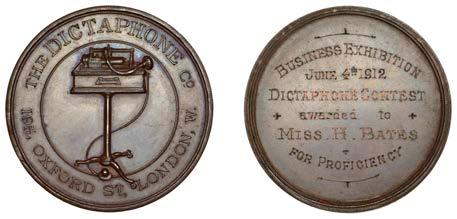 THE DICTAPHONE Cº
195, OXFORD ST, LONDON, W.
BUSINESS EXHIBITION
JUNE 4th 1912
DICTAPHONE CONTEST
awarded to
MISS. H. BATES
FOR PROFICIENCY